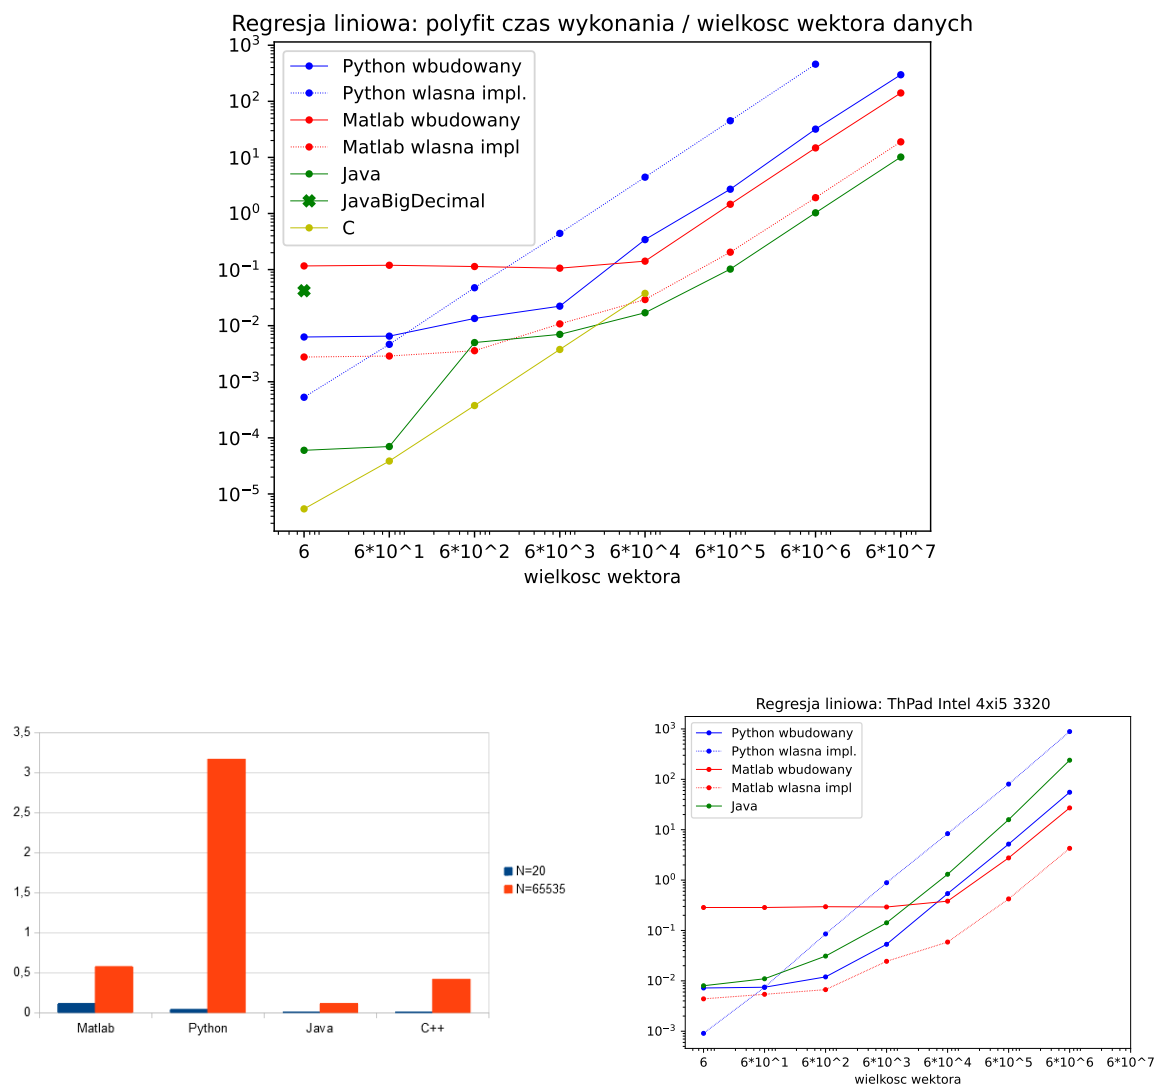 Regresja liniowa: polyfit czas wykonania / wielkosc wektora danych
10^3
10^2
10^1
10^0
10^−1
10^−2
10^−3
10^−4
10^−5
Python wbudowany
Python wlasna impl.
Matlab wbudowany
Matlab wlasna impl
Java
JavaBigDecimal
C
6 6*10^1 6*10^2 6*10^3 6*10^4 6*10^5 6*10^6 6*10^7
wielkosc wektora
3,5
3
2,5
2
1,5
1
0,5
0
Matlab Python Java C++
N=20
N=65535
Regresja liniowa: ThPad Intel 4xi5 3320
10^3
10^2
10^1
10^0
10^−1
10^−2
10^−3
Python wbudowany
Python wlasna impl.
Matlab wbudowany
Matlab wlasna impl
Java
6 6*10^1 6*10^2 6*10^3 6*10^4 6*10^5 6*10^6 6*10^7
wielkosc wektora